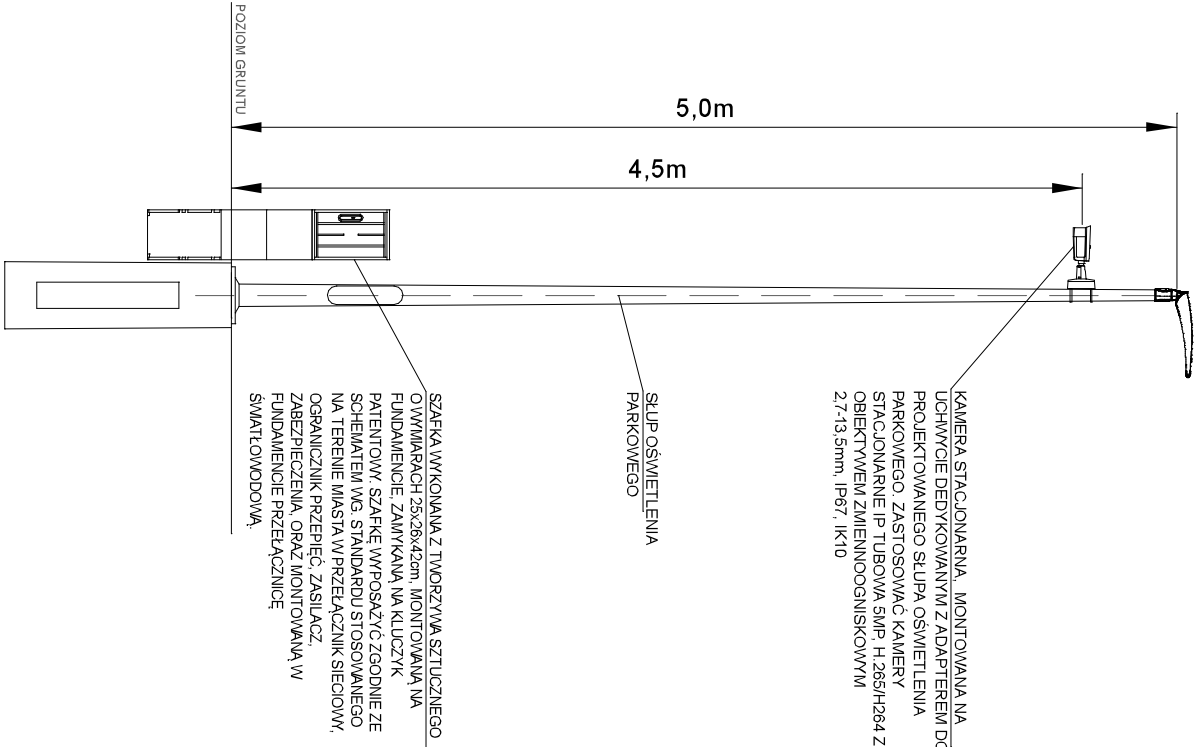 POZIOM GRUNTU
5,0m
4,5m
KAMERA STACJONARNA, MONTOWANA NA
UCHWYCIE DEDYKOWANYM Z ADAPTEREM DO
PROJEKTOWANEGO SŁUPA OŚWIETLENIA
PARKOWEGO. ZASTOSOWAĆ KAMERY
STACJONARNE IP TUBOWA 5MP, H.265/H264 Z
OBIEKTYWEM ZMIENNOOGNISKOWYM
2,7-13,5mm, IP67, IK10
SŁUP OŚWIETLENIA
PARKOWEGO
SZAFKA WYKONANA Z TWORZYWA SZTUCZNEGO
O WYMIARACH 25x26x42cm, MONTOWANĄ NA
FUNDAMENCIE, ZAMYKANĄ NA KLUCZYK
PATENTOWY. SZAFKĘ WYPOSAŻYĆ ZGODNIE ZE
SCHEMATEM WG. STANDARDU STOSOWANEGO
NA TERENIE MIASTA W PRZEŁĄCZNIK SIECIOWY,
OGRANICZNIK PRZEPIĘĆ, ZASILACZ,
ZABEZPIECZENIA, ORAZ MONTOWANĄ W
FUNDAMENCIE PRZEŁĄCZNICĘ
ŚWIATŁOWODOWĄ.